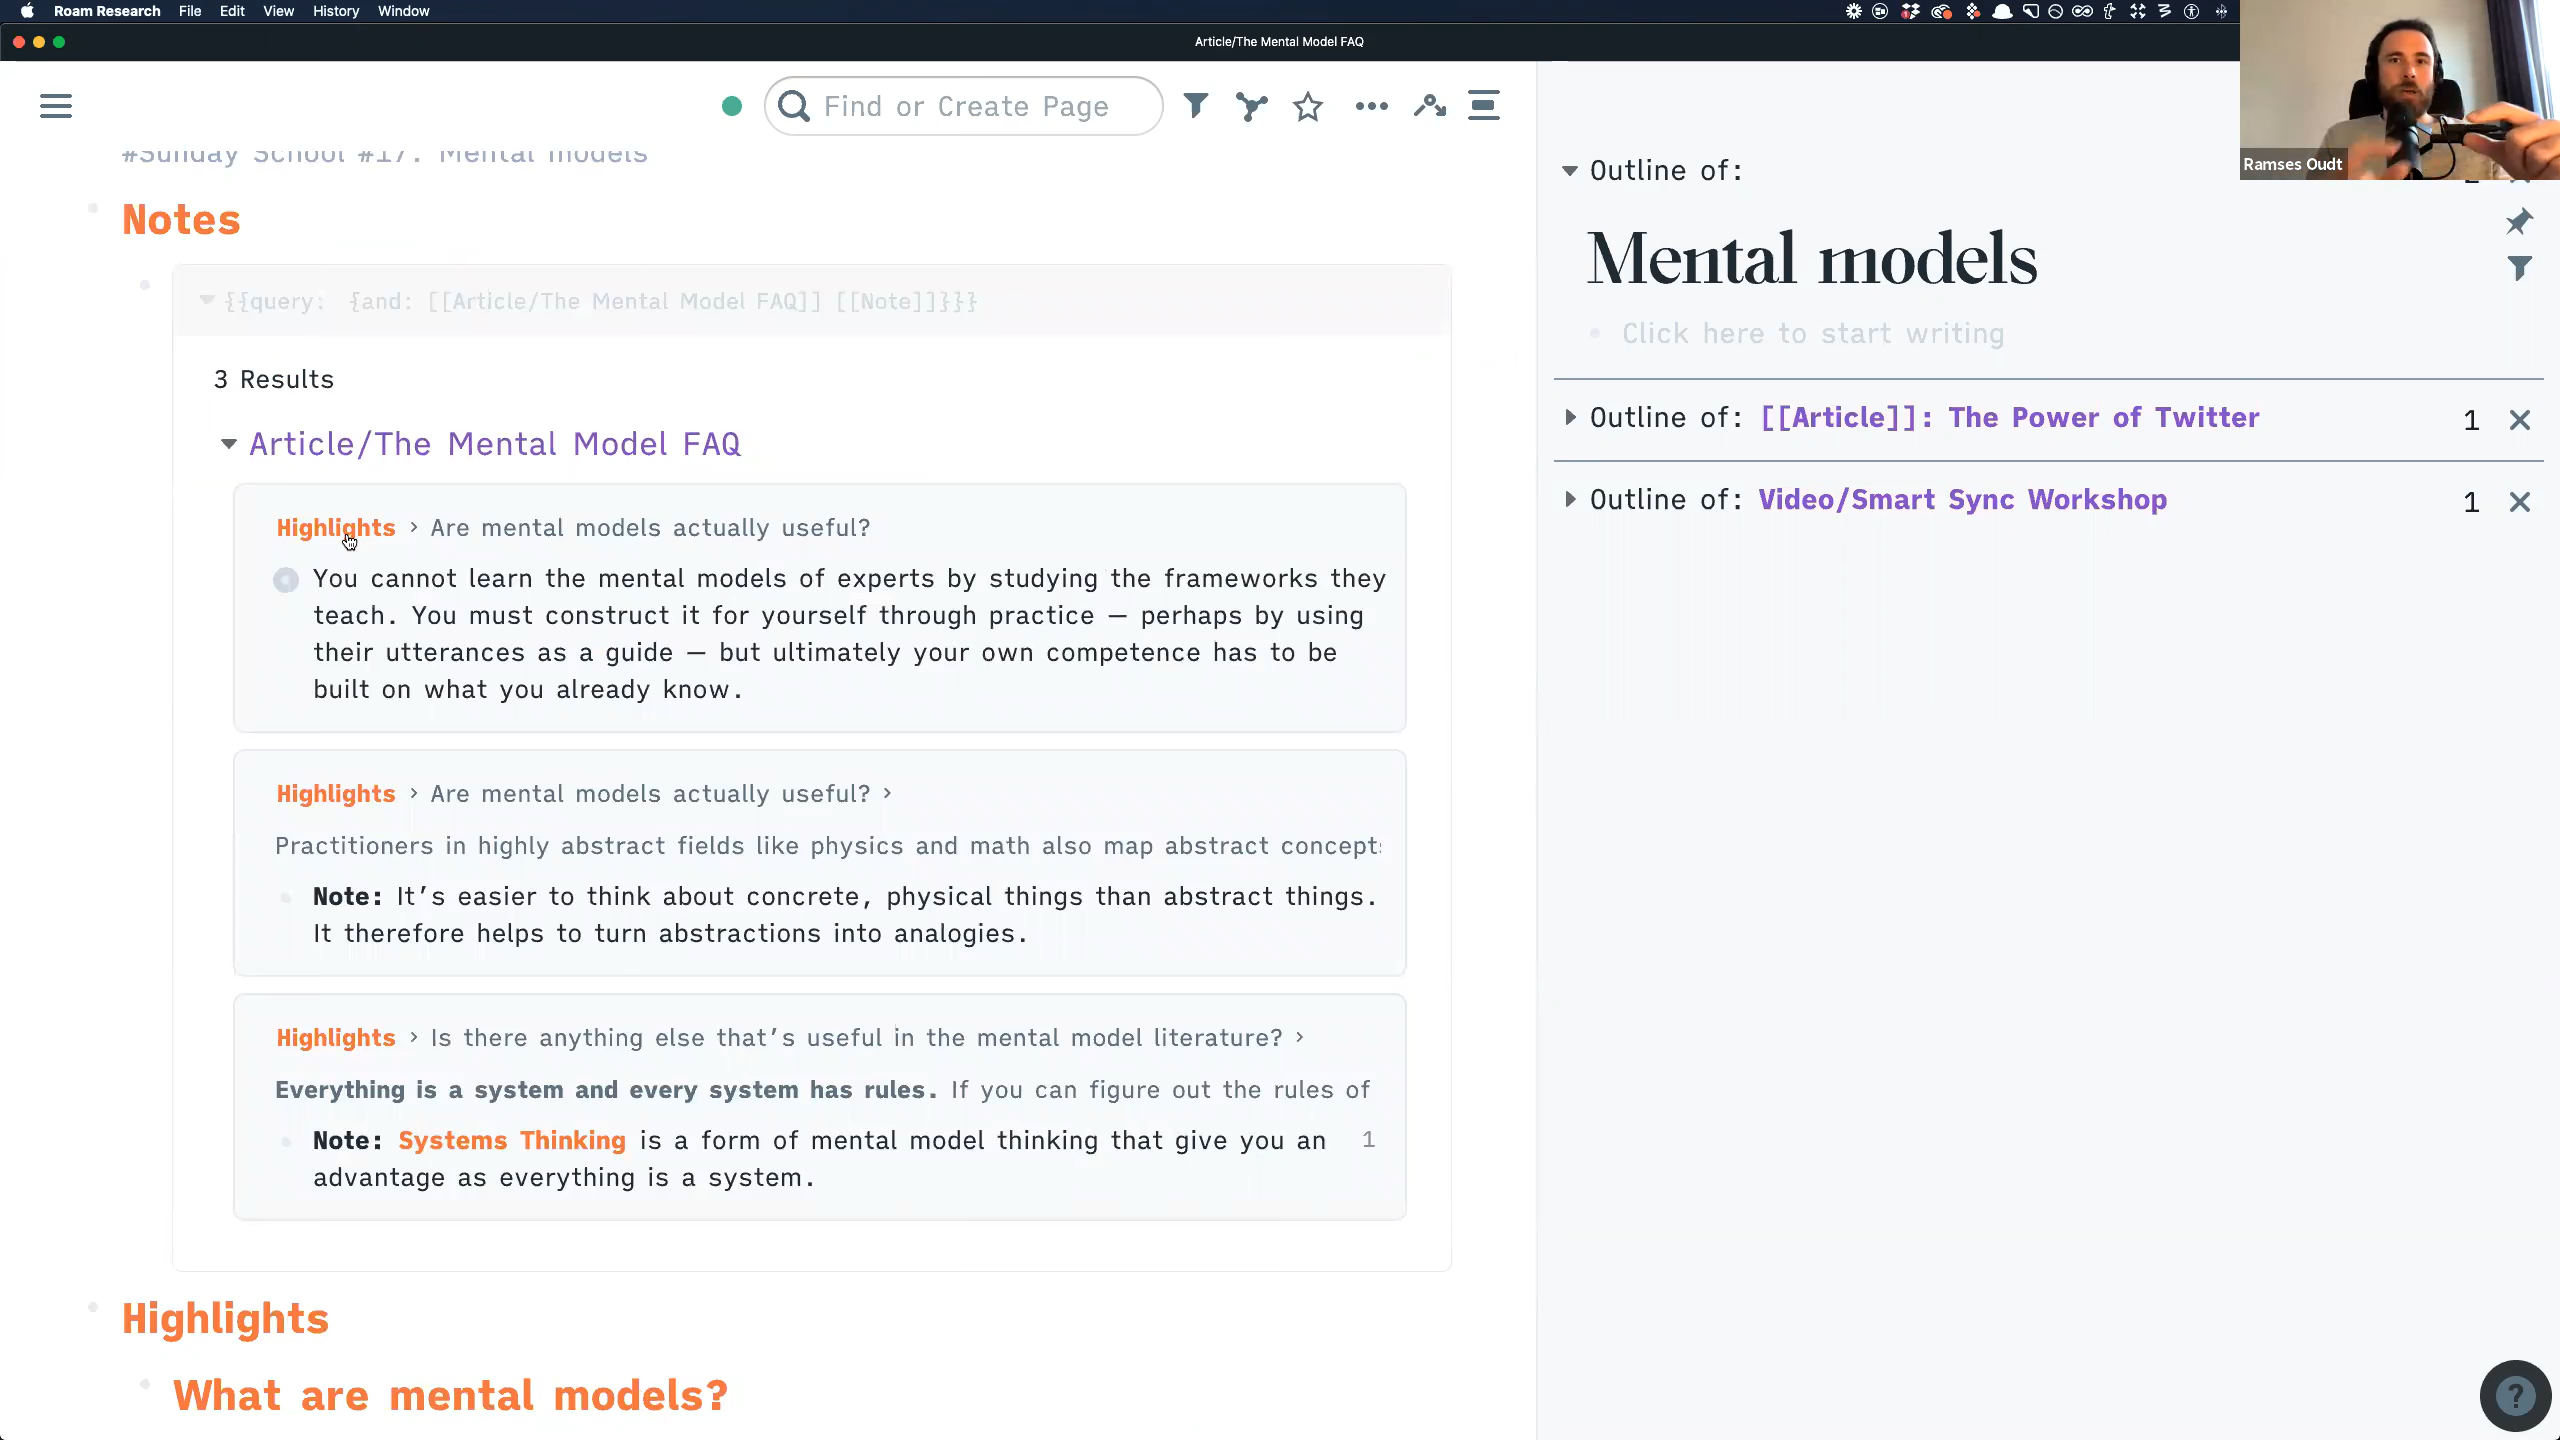 Roam Research File Edit View History Window
Article/The Mental Model FAQ
Find or Create Page
#Sunday School #17: Mental models
Notes
{{query: {and: [[Article/The Mental Model FAQ]] [[Note]]}}}
3 Results
Article/The Mental Model FAQ
Highlights > Are mental models actually useful?
You cannot learn the mental models of experts by studying the frameworks they
teach. You must construct it for yourself through practice — perhaps by using
their utterances as a guide — but ultimately your own competence has to be
built on what you already know.
Highlights > Are mental models actually useful? >
Practitioners in highly abstract fields like physics and math also map abstract concepts
Note: It's easier to think about concrete, physical things than abstract things.
It therefore helps to turn abstractions into analogies.
Highlights > Is there anything else that's useful in the mental model literature? >
Everything is a system and every system has rules. If you can figure out the rules of
Note: Systems Thinking is a form of mental model thinking that give you an 1
advantage as everything is a system.
Highlights
What are mental models?
Ramses Oudt
Outline of:
Mental models
Click here to start writing
Outline of: [[Article]]: The Power of Twitter 1
Outline of: Video/Smart Sync Workshop 1
?